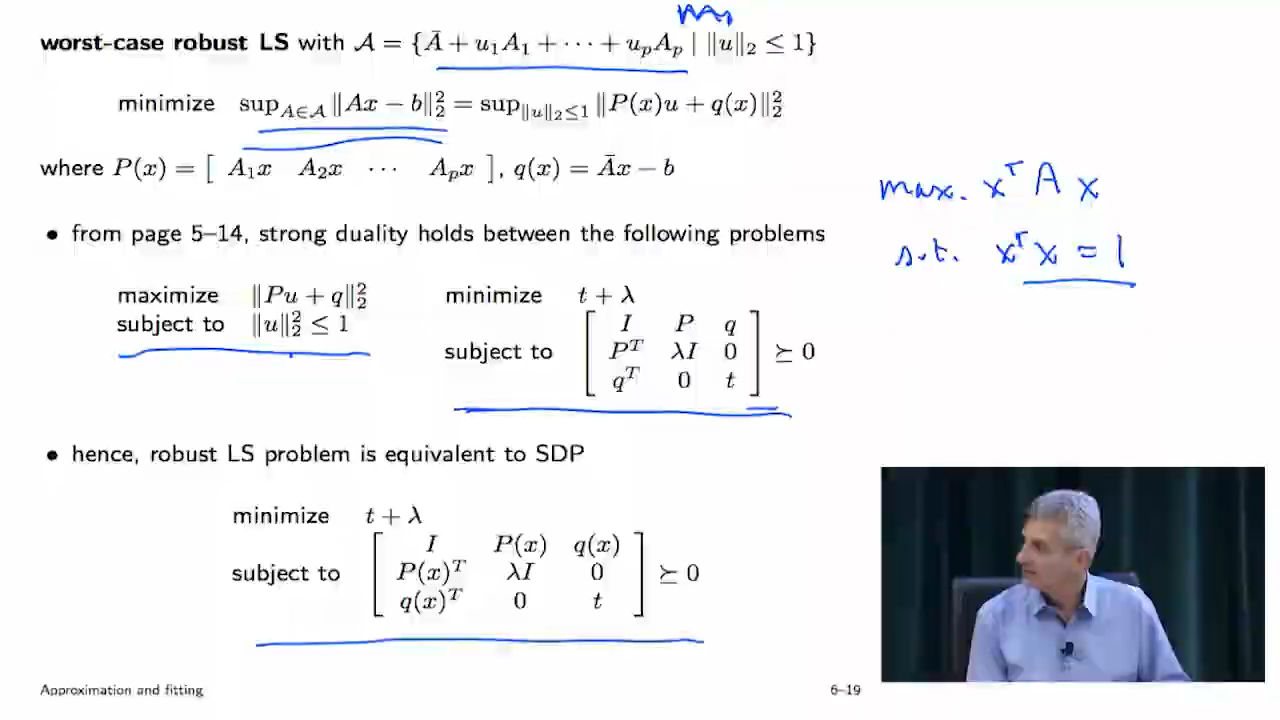 worst-case robust LS with 𝒜 = {Ā + u₁A₁ + ⋯ + uₚAₚ | ‖u‖₂ ≤ 1}
minimize sup_{A∈𝒜} ‖Ax − b‖₂² = sup_{‖u‖₂≤1} ‖P(x)u + q(x)‖₂²
where P(x) = [ A₁x A₂x ⋯ Aₚx ], q(x) = Āx − b
max. xᵀ A x
s.t. xᵀx = 1
• from page 5–14, strong duality holds between the following problems
maximize ‖Pu + q‖₂²
subject to ‖u‖₂² ≤ 1
minimize t + λ
subject to [ I P q
Pᵀ λI 0
qᵀ 0 t ] ⪰ 0
• hence, robust LS problem is equivalent to SDP
minimize t + λ
subject to [ I P(x) q(x)
P(x)ᵀ λI 0
q(x)ᵀ 0 t ] ⪰ 0
Approximation and fitting 6–19